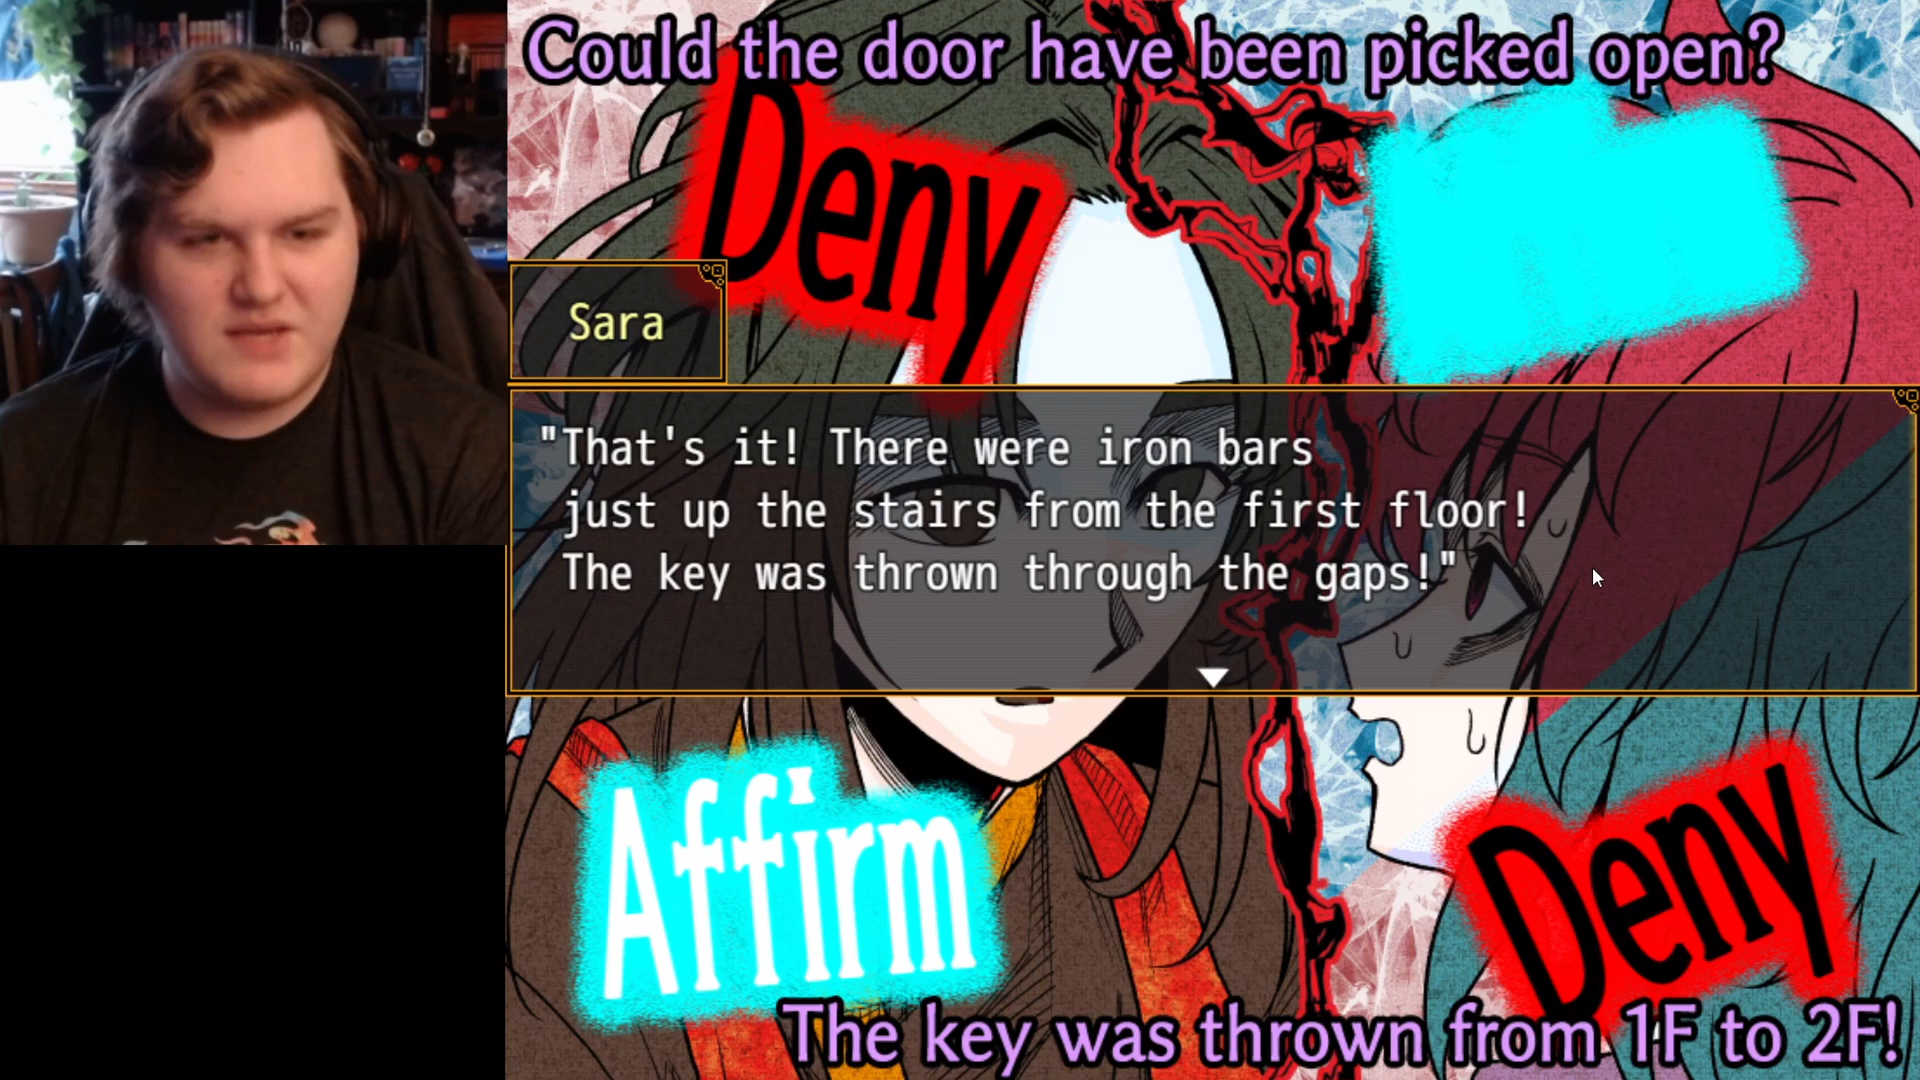 Could the door have been picked open?
Deny
Sara
"That's it! There were iron bars
just up the stairs from the first floor!
The key was thrown through the gaps!"
Affirm
Deny
The key was thrown from 1F to 2F!